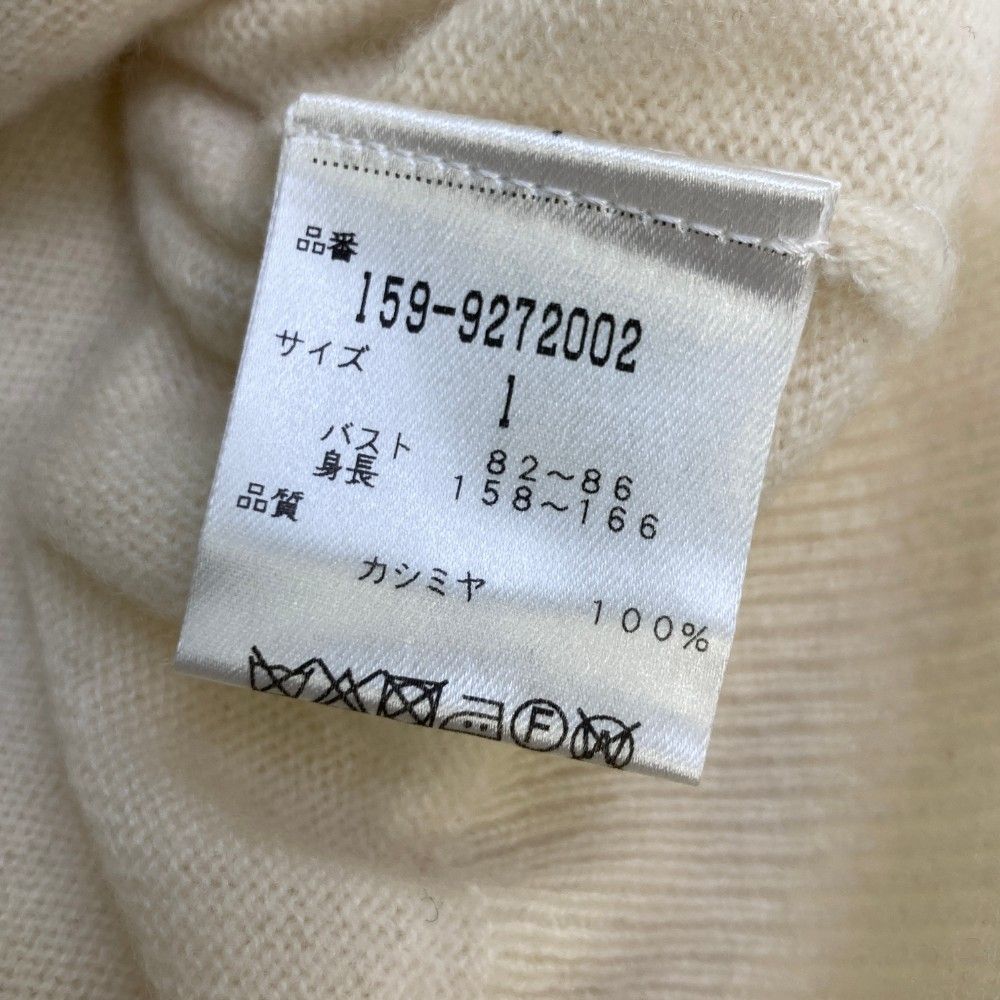 品番
159-9272002
サイズ
1
バスト 82～86
身長 158～166
品質
カシミヤ 100%
F W